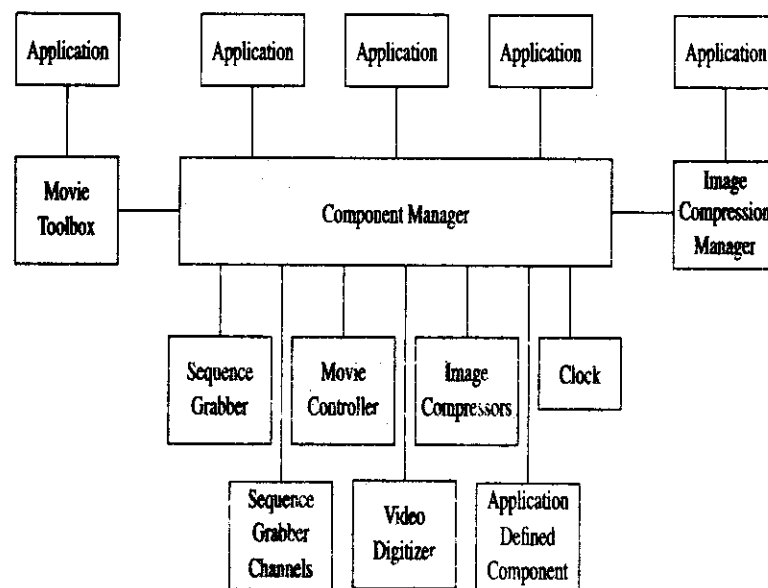 Application
Application
Application
Application
Application
Movie
Toolbox
Component Manager
Image
Compression
Manager
Sequence
Grabber
Movie
Controller
Image
Compressors
Clock
Sequence
Grabber
Channels
Video
Digitizer
Application
Defined
Component